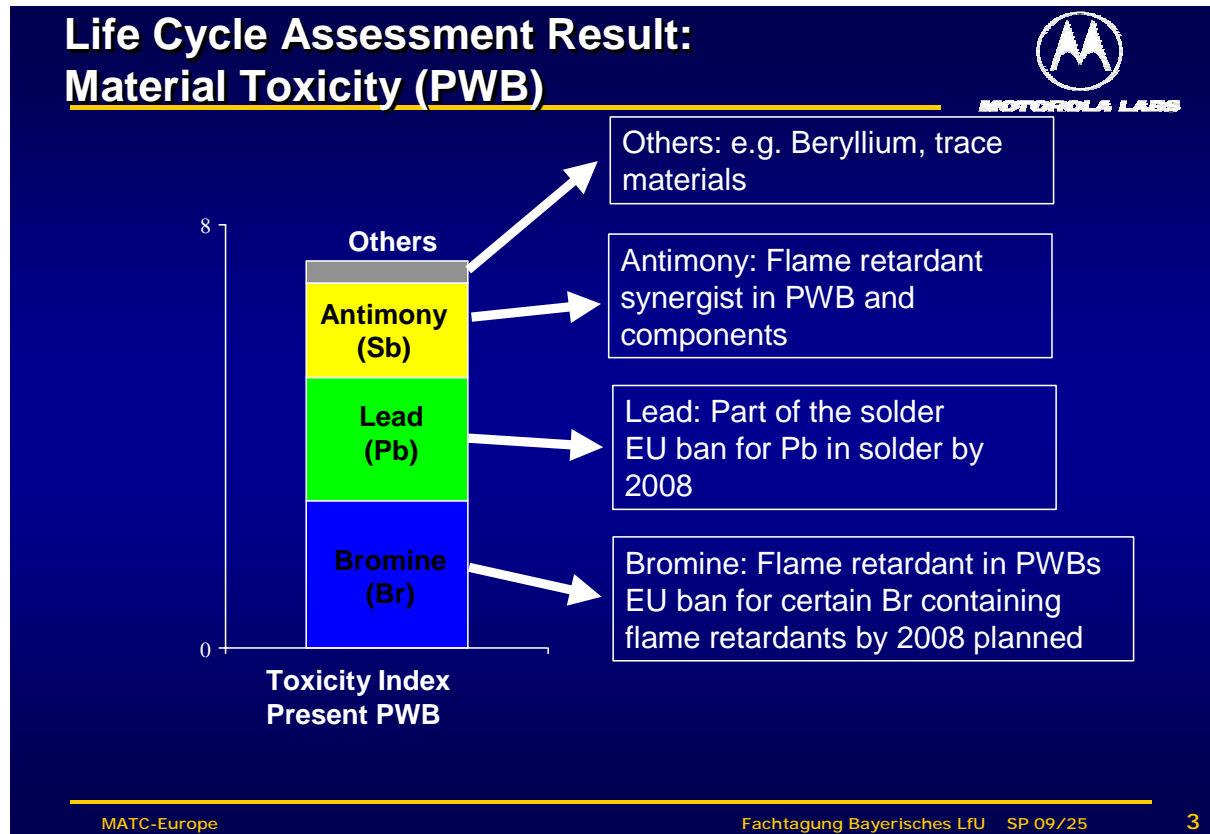 Life Cycle Assessment Result:
Material Toxicity (PWB)
MOTOROLA LABS
Others: e.g. Beryllium, trace
materials
8
Others
Antimony
(Sb)
Antimony: Flame retardant
synergist in PWB and
components
Lead
(Pb)
Lead: Part of the solder
EU ban for Pb in solder by
2008
Bromine
(Br)
Bromine: Flame retardant in PWBs
EU ban for certain Br containing
flame retardants by 2008 planned
0
Toxicity Index
Present PWB
MATC-Europe
Fachtagung Bayerisches LfU SP 09/25
3